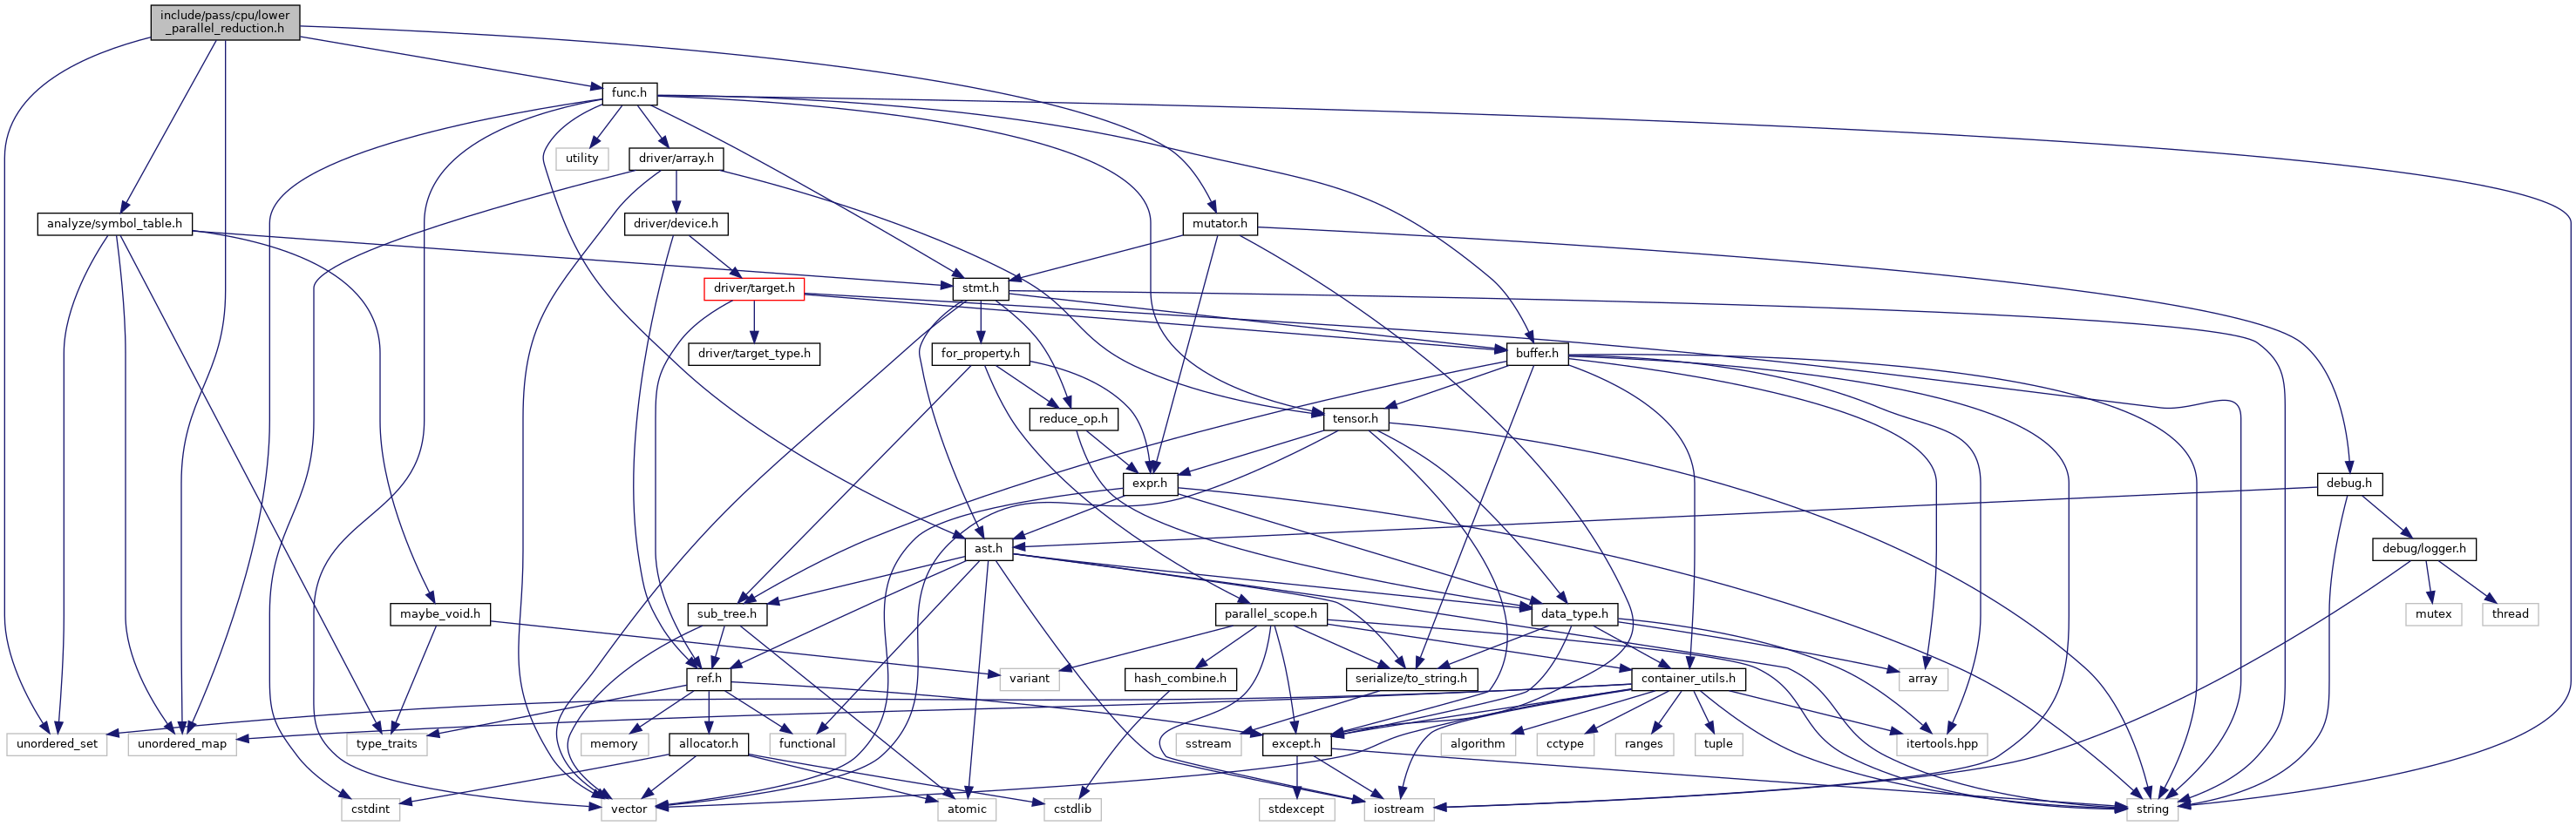 include/pass/cpu/lower
_parallel_reduction.h
func.h
utility
driver/array.h
analyze/symbol_table.h
driver/device.h
mutator.h
driver/target.h
stmt.h
driver/target_type.h
for_property.h
buffer.h
reduce_op.h
tensor.h
expr.h
debug.h
ast.h
debug/logger.h
maybe_void.h
sub_tree.h
parallel_scope.h
data_type.h
mutex
thread
ref.h
variant
hash_combine.h
serialize/to_string.h
container_utils.h
array
unordered_set
unordered_map
type_traits
memory
allocator.h
functional
sstream
except.h
algorithm
cctype
ranges
tuple
itertools.hpp
cstdint
vector
atomic
cstdlib
stdexcept
iostream
string